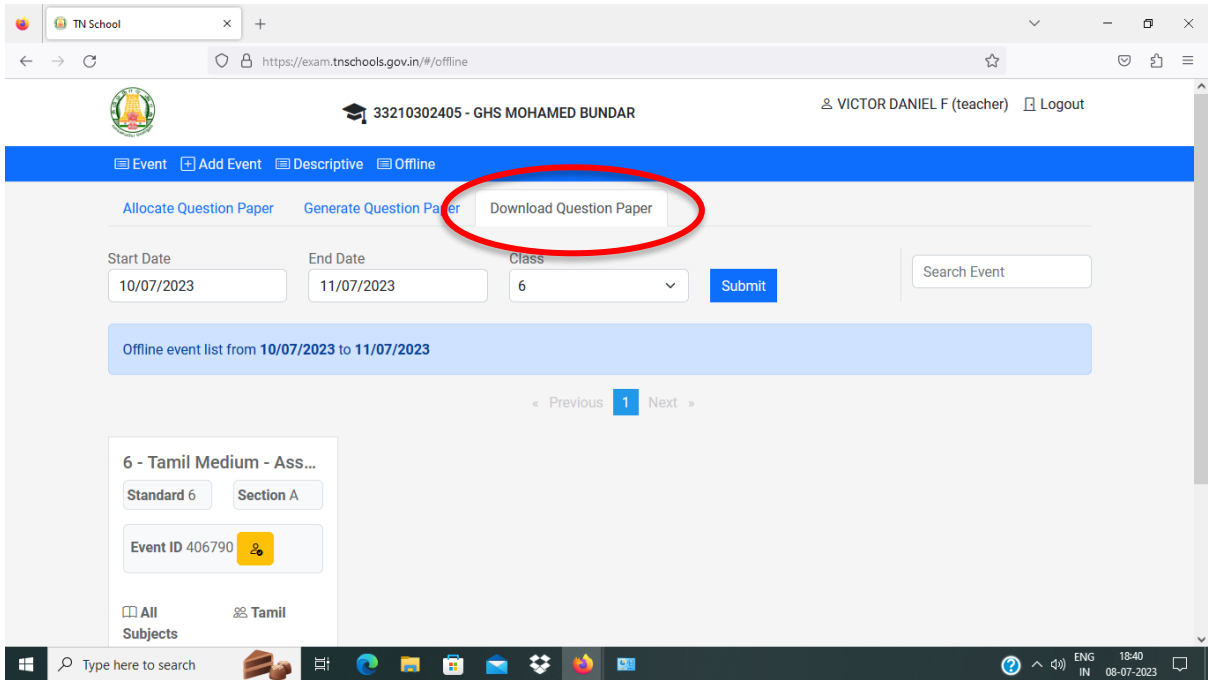 TN School
https://exam.tnschools.gov.in/#/offline
33210302405 - GHS MOHAMED BUNDAR
VICTOR DANIEL F (teacher) Logout
Event Add Event Descriptive Offline
Allocate Question Paper Generate Question Paper Download Question Paper
Start Date End Date Class
10/07/2023 11/07/2023 6 Submit Search Event
Offline event list from 10/07/2023 to 11/07/2023
« Previous 1 Next »
6 - Tamil Medium - Ass...
Standard 6 Section A
Event ID 406790
All Subjects Tamil
Type here to search
ENG 18:40
IN 08-07-2023